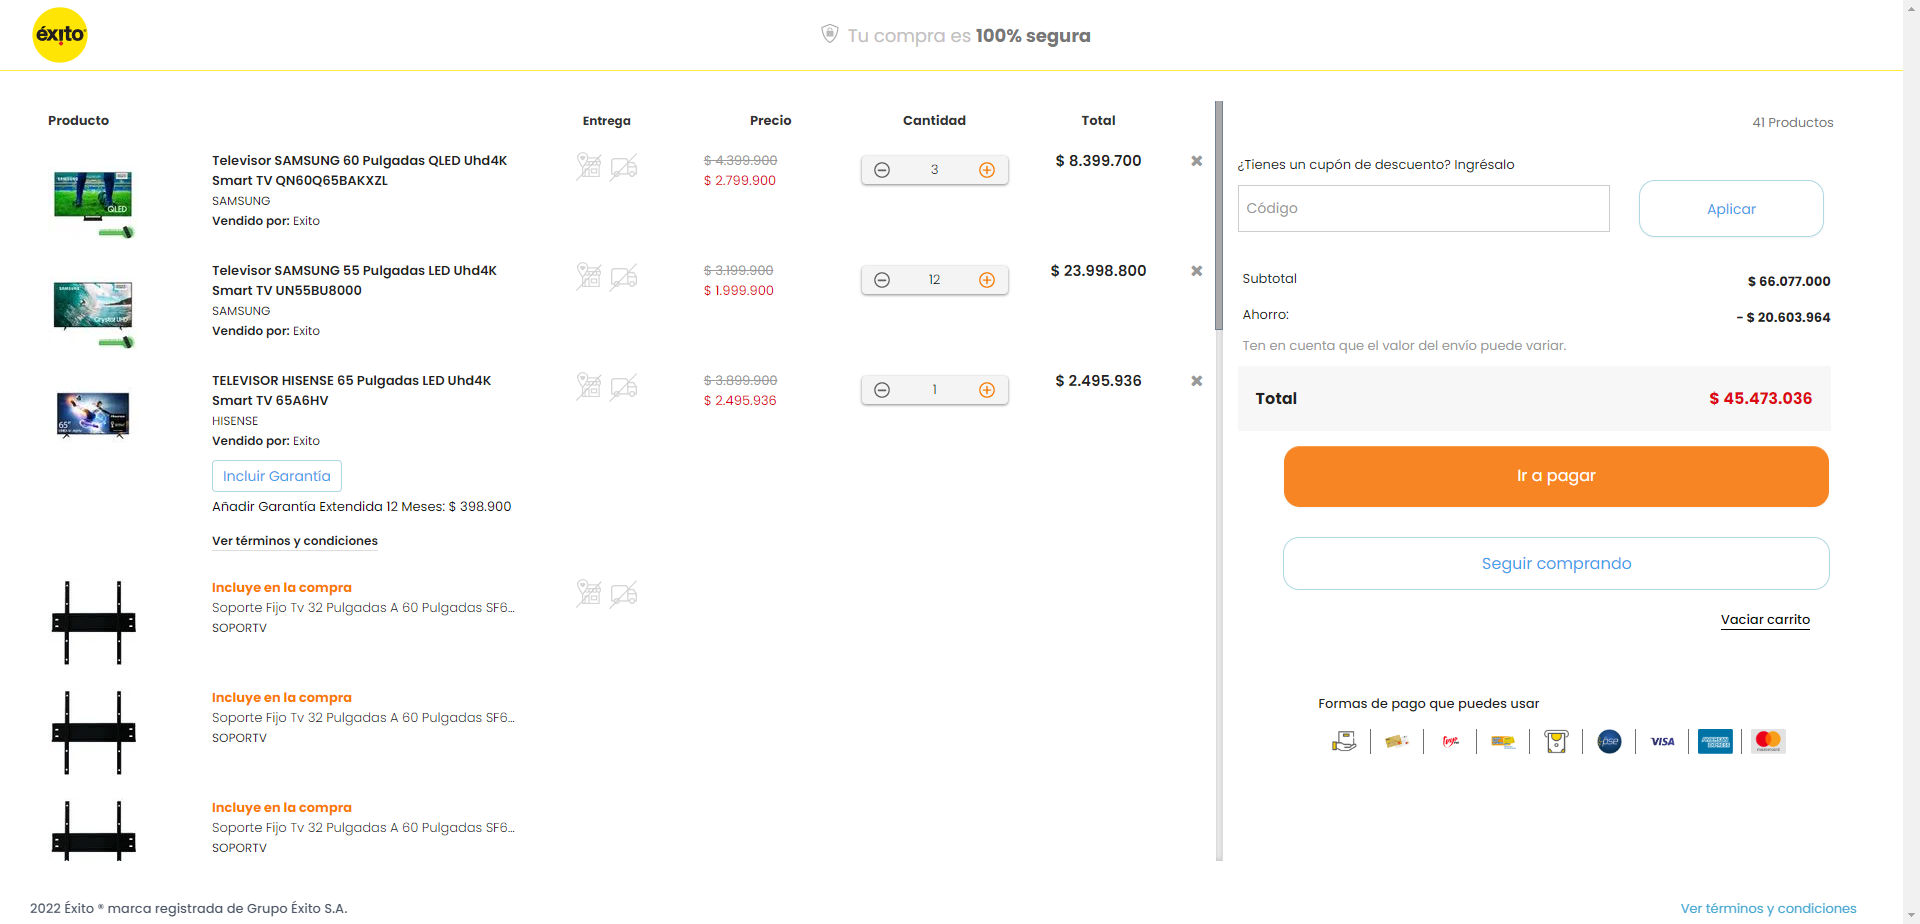 éxito
Tu compra es 100% segura
Producto
Entrega
Precio
Cantidad
Total
Televisor SAMSUNG 60 Pulgadas QLED Uhd4K
Smart TV QN60Q65BAKXZL
SAMSUNG
Vendido por: Exito
$ 4.399.900
$ 2.799.900
3
$ 8.399.700
SAMSUNG
QLED
Televisor SAMSUNG 55 Pulgadas LED Uhd4K
Smart TV UN55BU8000
SAMSUNG
Vendido por: Exito
$ 3.199.900
$ 1.999.900
12
$ 23.998.800
SAMSUNG
Crystal UHD
TELEVISOR HISENSE 65 Pulgadas LED Uhd4K
Smart TV 65A6HV
HISENSE
Vendido por: Exito
$ 3.899.900
$ 2.495.936
1
$ 2.495.936
65"
Incluir Garantía
Añadir Garantía Extendida 12 Meses: $ 398.900
Ver términos y condiciones
Incluye en la compra
Soporte Fijo Tv 32 Pulgadas A 60 Pulgadas SF6...
SOPORTV
Incluye en la compra
Soporte Fijo Tv 32 Pulgadas A 60 Pulgadas SF6...
SOPORTV
Incluye en la compra
Soporte Fijo Tv 32 Pulgadas A 60 Pulgadas SF6...
SOPORTV
41 Productos
¿Tienes un cupón de descuento? Ingrésalo
Código
Aplicar
Subtotal
$ 66.077.000
Ahorro:
- $ 20.603.964
Ten en cuenta que el valor del envío puede variar.
Total
$ 45.473.036
Ir a pagar
Seguir comprando
Vaciar carrito
Formas de pago que puedes usar
pse
VISA
AMERICAN EXPRESS
2022 Éxito ® marca registrada de Grupo Éxito S.A.
Ver términos y condiciones